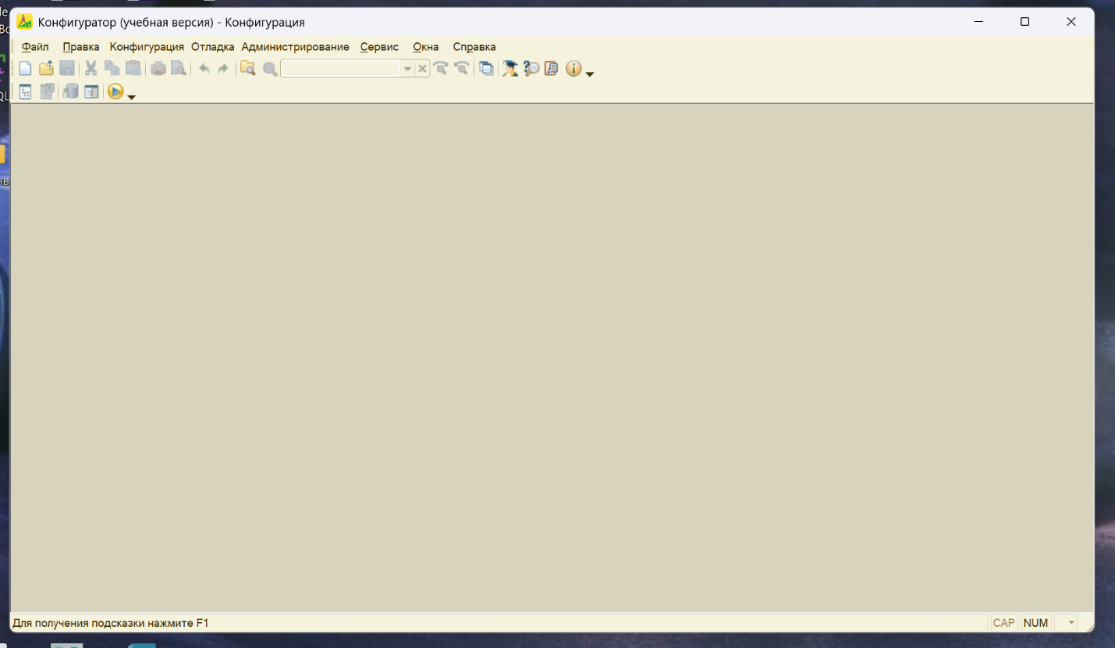 Конфигуратор (учебная версия) - Конфигурация
Файл Правка Конфигурация Отладка Администрирование Сервис Окна Справка
Для получения подсказки нажмите F1 CAP NUM